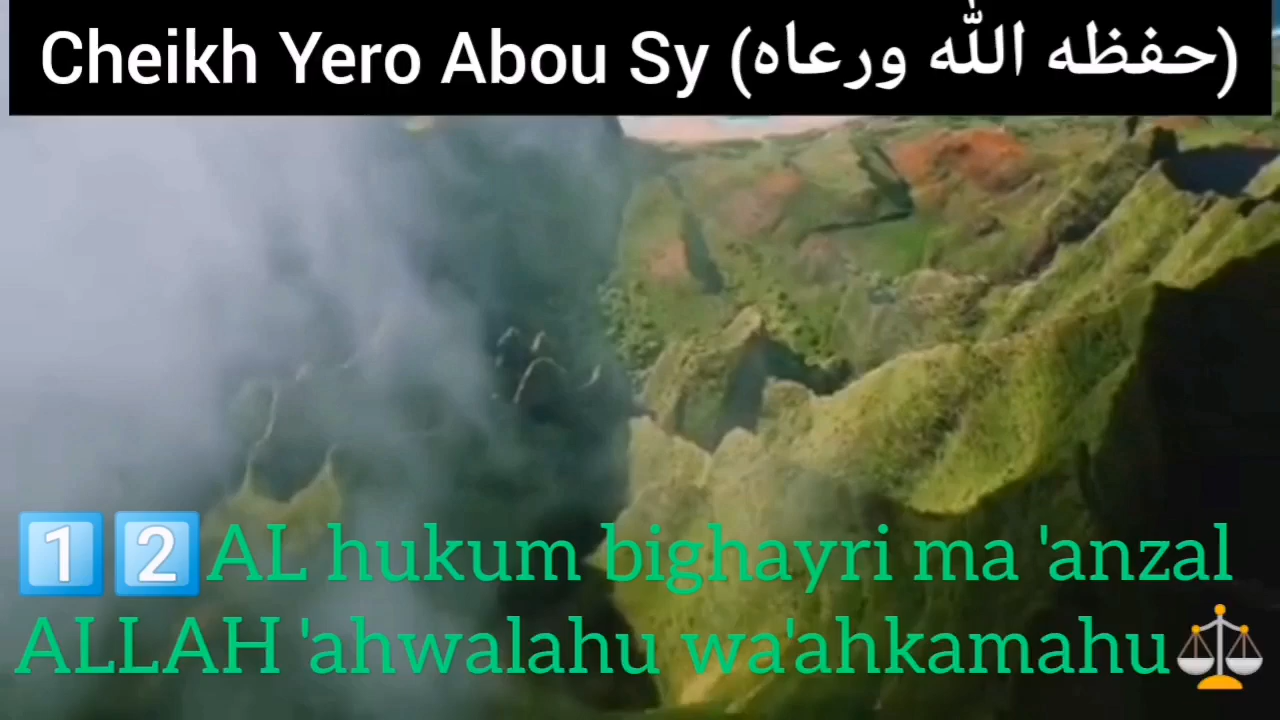 Cheikh Yero Abou Sy (حفظه الله ورعاه)
1️⃣2️⃣AL hukum bighayri ma 'anzal
ALLAH 'ahwalahu wa'ahkamahu⚖️